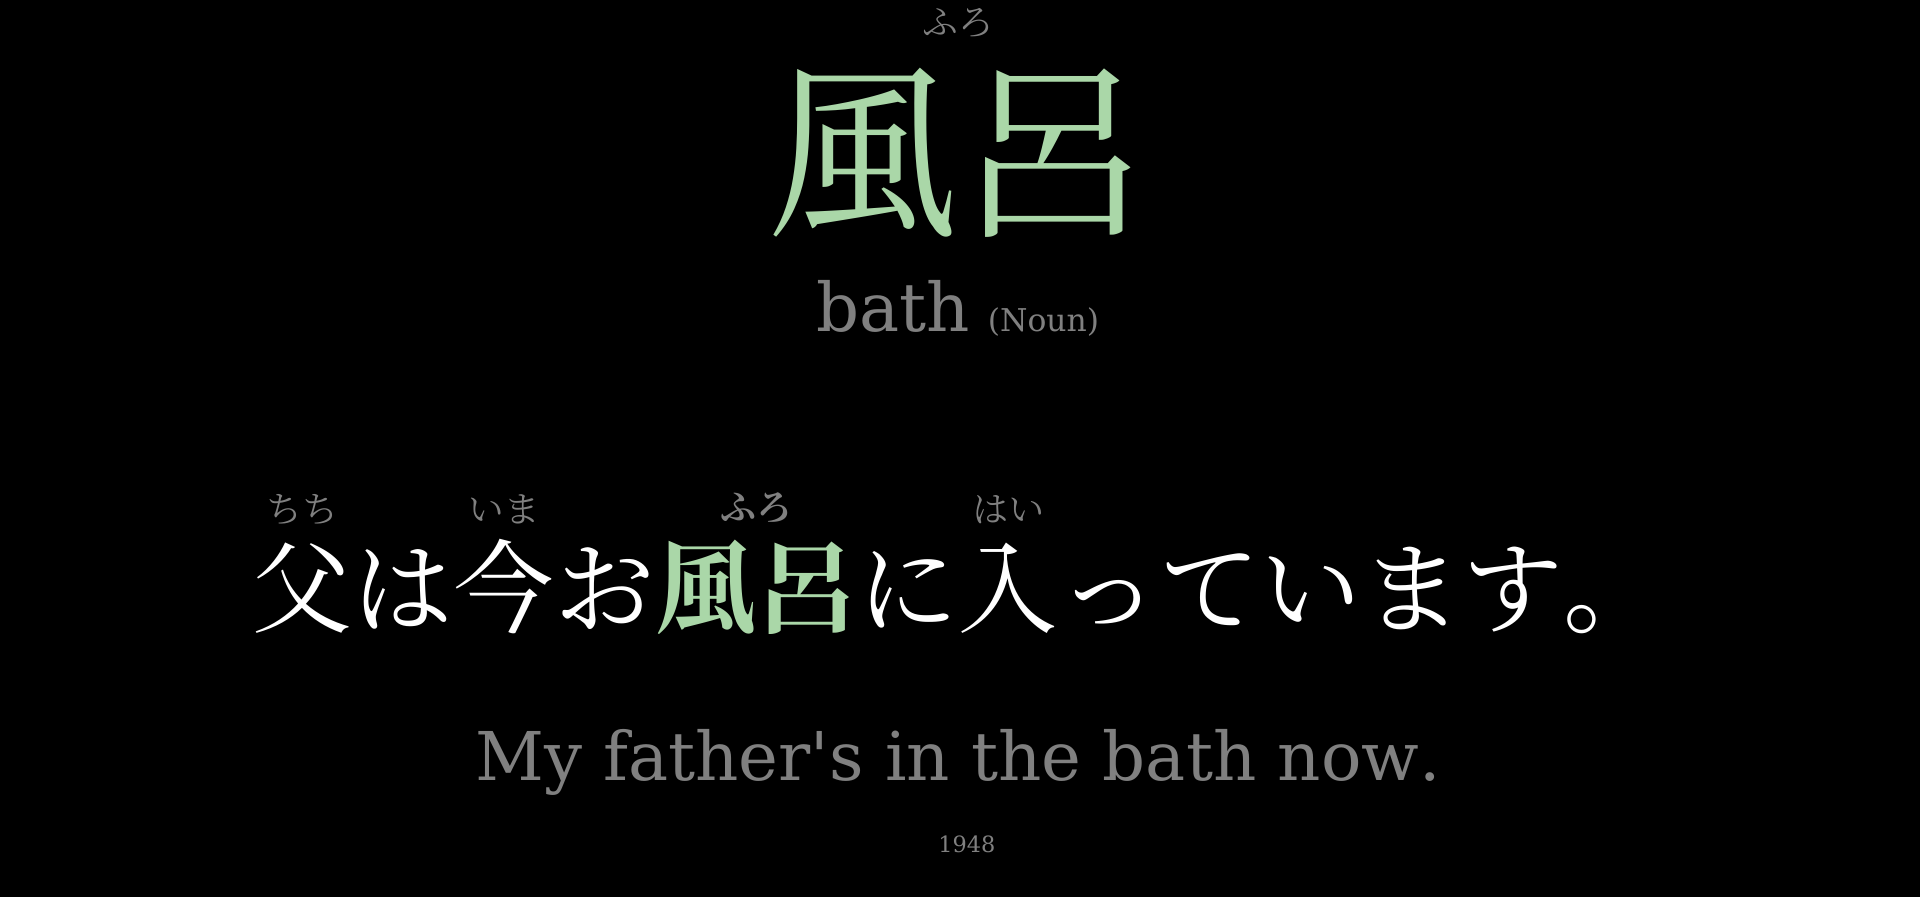 ふろ
風呂
bath (Noun)
ちち いま ふろ はい
父は今お風呂に入っています。
My father's in the bath now.
1948